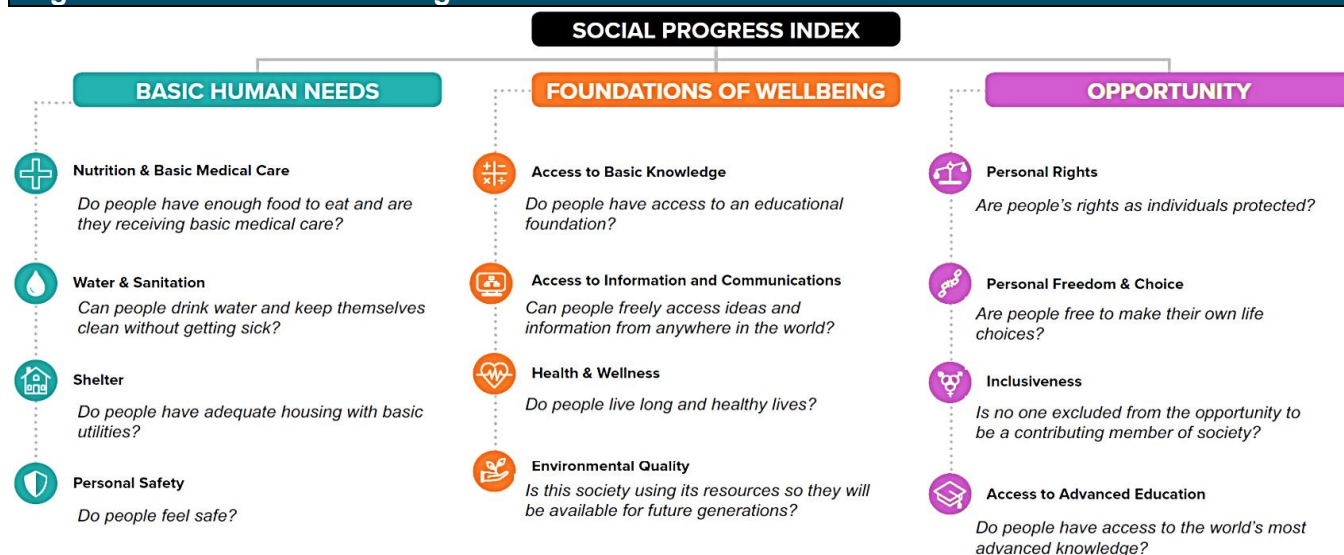 SOCIAL PROGRESS INDEX
BASIC HUMAN NEEDS
Nutrition & Basic Medical Care
Do people have enough food to eat and are
they receiving basic medical care?
Water & Sanitation
Can people drink water and keep themselves
clean without getting sick?
Shelter
Do people have adequate housing with basic
utilities?
Personal Safety
Do people feel safe?
FOUNDATIONS OF WELLBEING
Access to Basic Knowledge
Do people have access to an educational
foundation?
Access to Information and Communications
Can people freely access ideas and
information from anywhere in the world?
Health & Wellness
Do people live long and healthy lives?
Environmental Quality
Is this society using its resources so they will
be available for future generations?
OPPORTUNITY
Personal Rights
Are people's rights as individuals protected?
Personal Freedom & Choice
Are people free to make their own life
choices?
Inclusiveness
Is no one excluded from the opportunity to
be a contributing member of society?
Access to Advanced Education
Do people have access to the world's most
advanced knowledge?